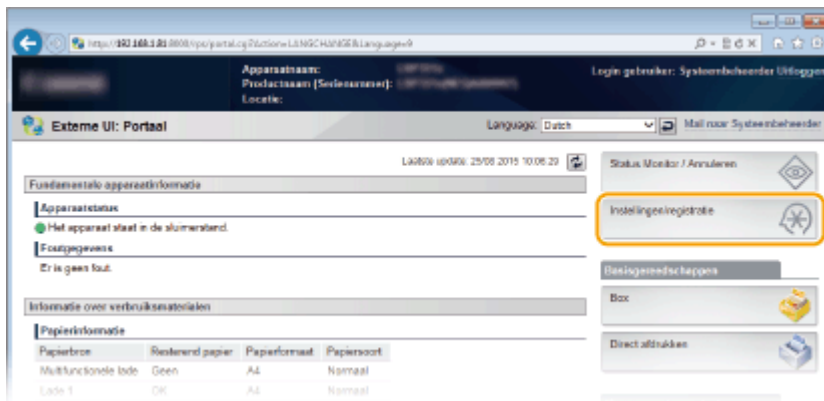 http://192.168.1.81:8000/rps/portal.cgi?action=LANGCHANGE&Language=9
Apparaatnaam:
Productnaam (Serienummer):
Locatie:
Login gebruiker: Systeembeheerder Uitloggen
Externe UI: Portaal
Language: Dutch
Mail naar Systeembeheerder
Laatste update: 25/08 2015 10:06:29
Fundamentele apparaatinformatie
Apparaatstatus
Het apparaat staat in de sluimerstand.
Foutgegevens
Er is geen fout.
Informatie over verbruiksmaterialen
Papierinformatie
Papierbron Resterend papier Papierformaat Papiersoort
Multifunctionele lade Geen A4 Normaal
Lade 1 OK A4 Normaal
Status Monitor / Annuleren
Instellingen/registratie
Basisgereedschappen
Box
Direct afdrukken